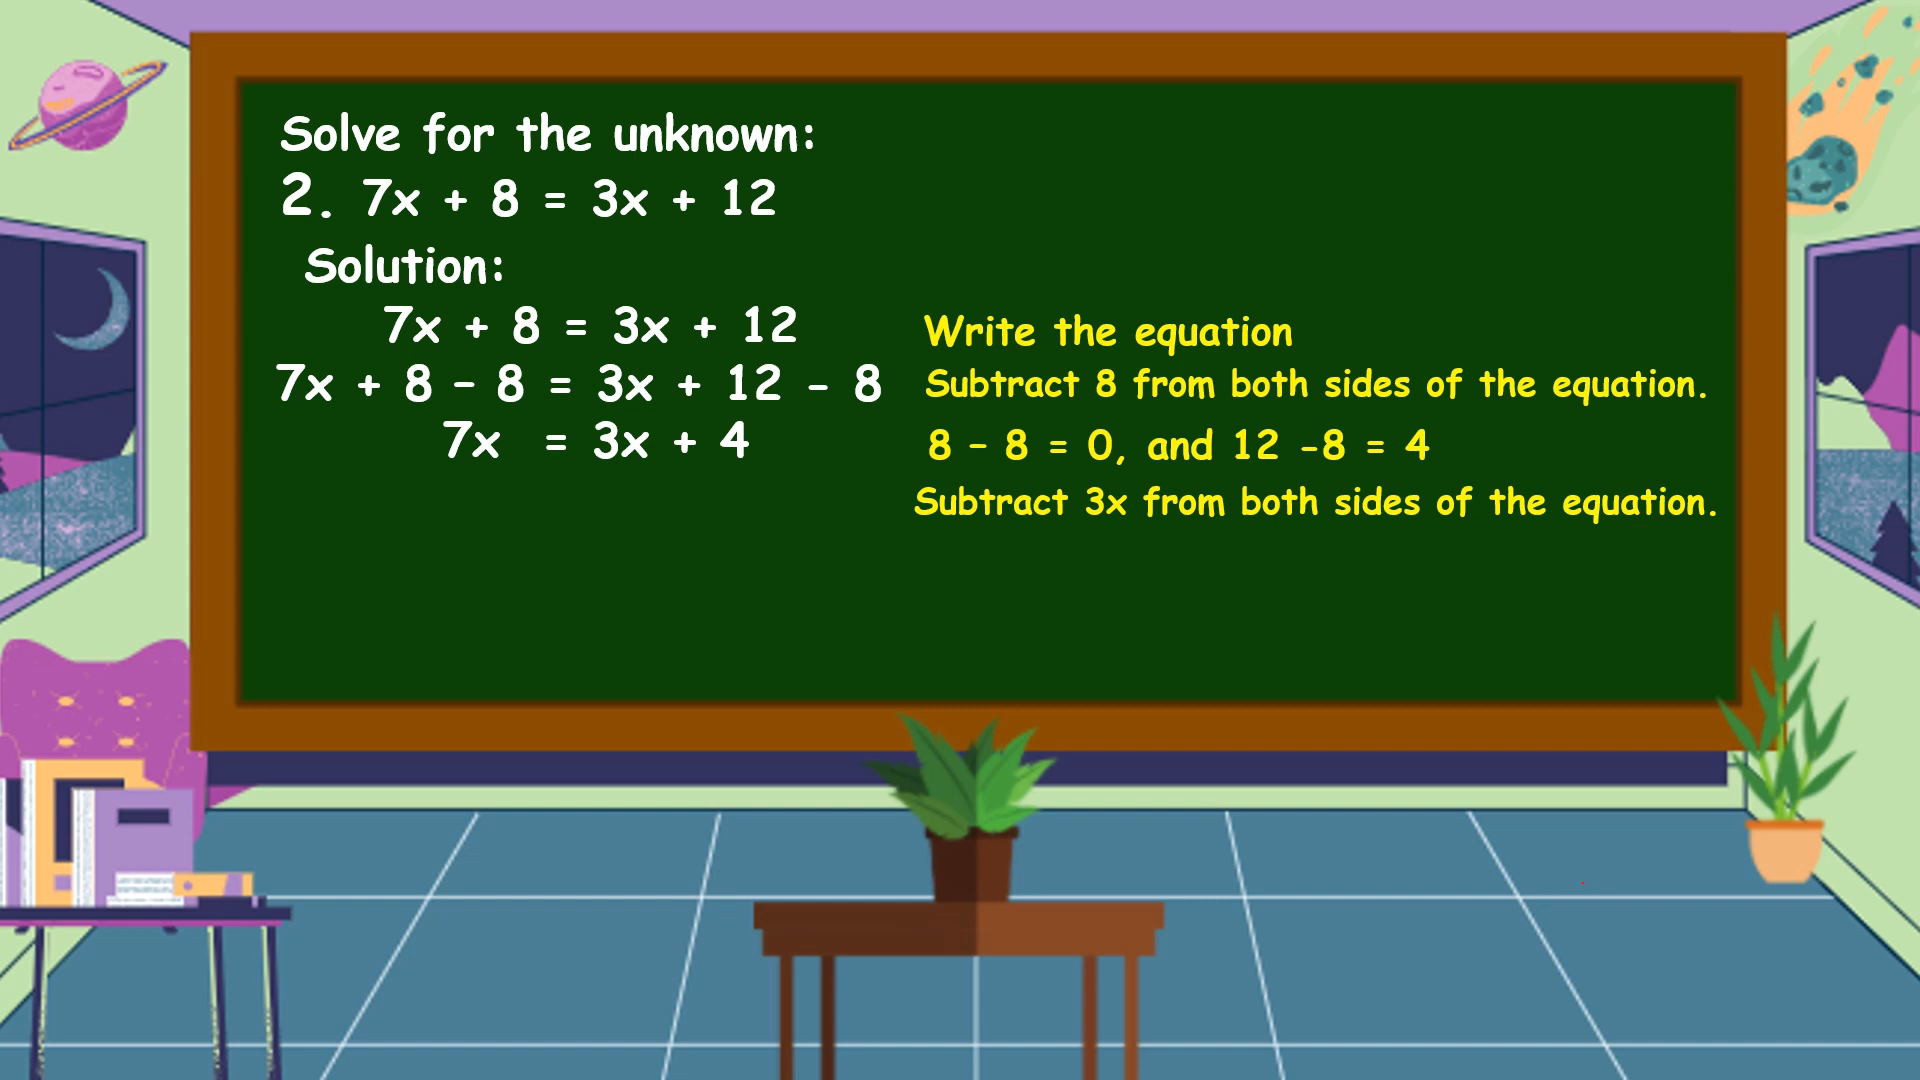 Solve for the unknown:
2. 7x + 8 = 3x + 12
Solution:
7x + 8 = 3x + 12 Write the equation
7x + 8 – 8 = 3x + 12 - 8 Subtract 8 from both sides of the equation.
7x = 3x + 4 8 – 8 = 0, and 12 -8 = 4
Subtract 3x from both sides of the equation.